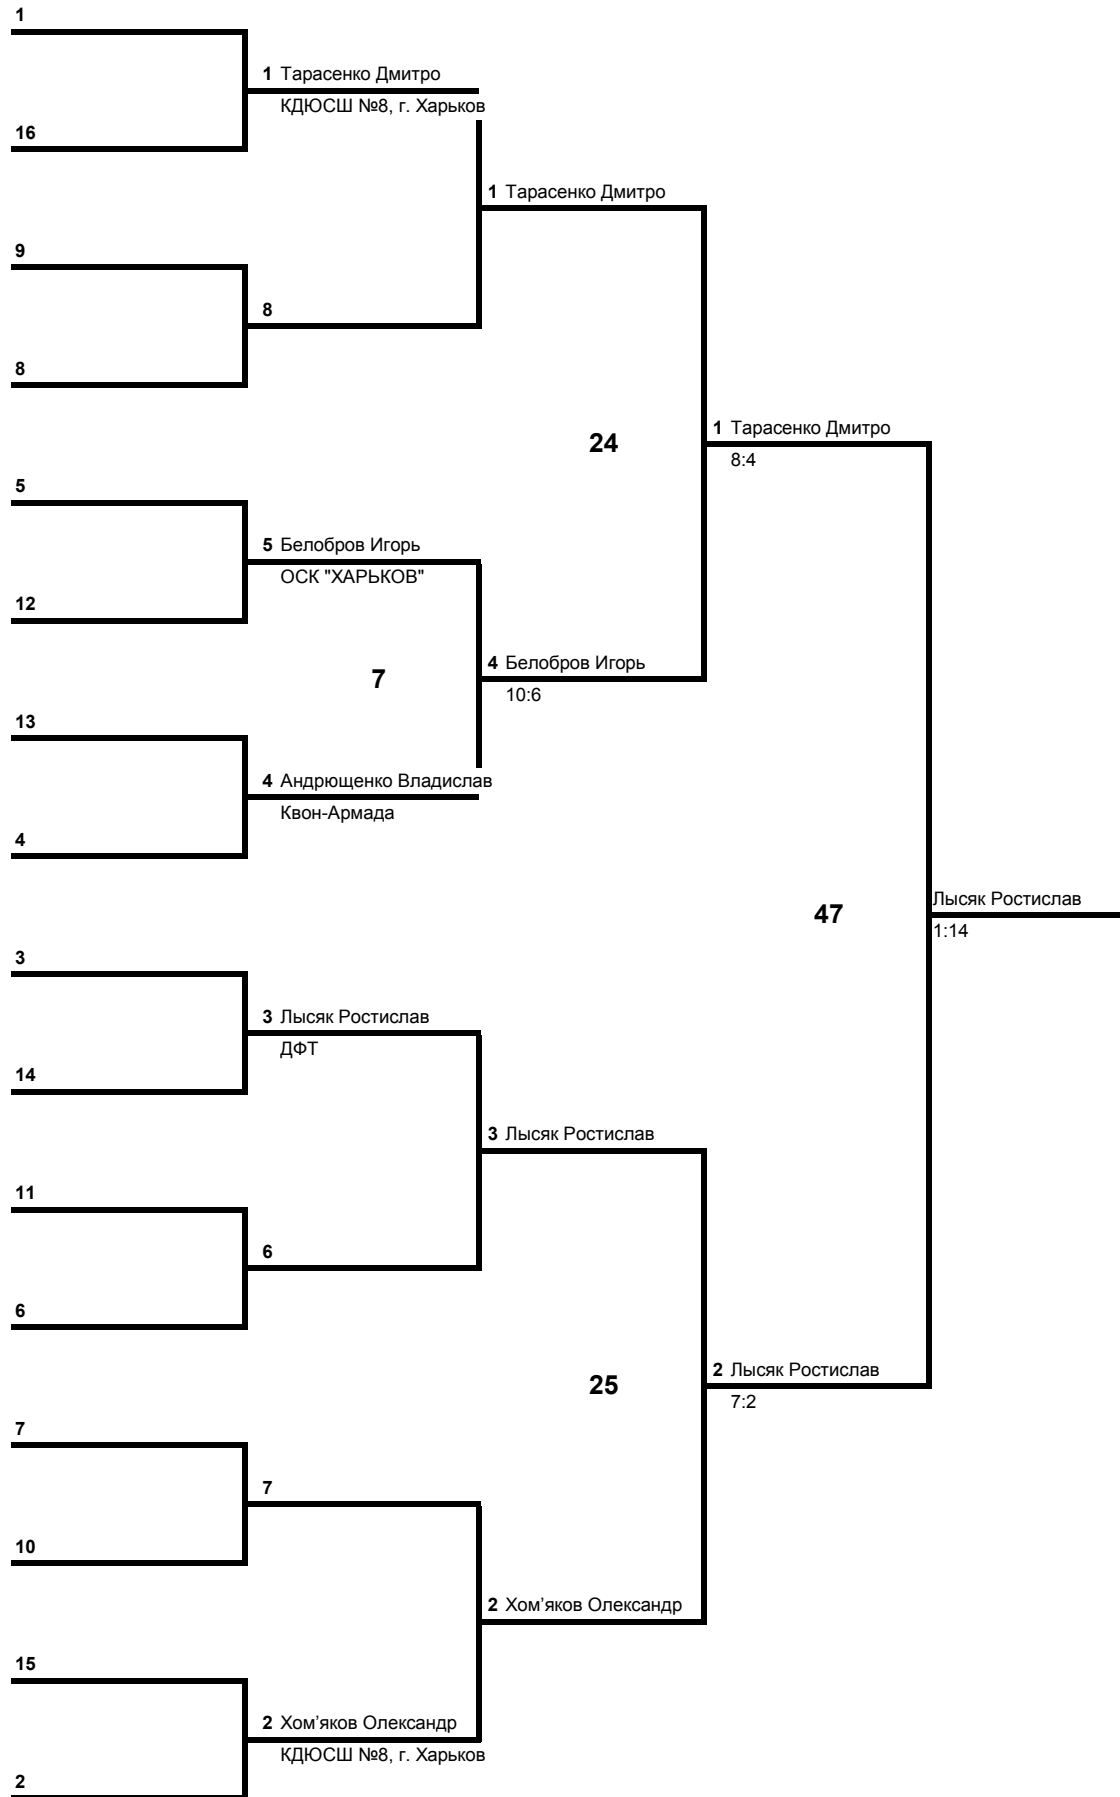 1
1 Тарасенко Дмитро
КДЮСШ №8, г. Харьков
16
1 Тарасенко Дмитро
9
8
8
24
1 Тарасенко Дмитро
8:4
5
5 Белобров Игорь
ОСК "ХАРЬКОВ"
12
4 Белобров Игорь
10:6
7
13
4 Андрющенко Владислав
Квон-Армада
4
47
Лысяк Ростислав
1:14
3
3 Лысяк Ростислав
ДФТ
14
3 Лысяк Ростислав
11
6
6
25
2 Лысяк Ростислав
7:2
7
7
10
2 Хом’яков Олександр
15
2 Хом’яков Олександр
КДЮСШ №8, г. Харьков
2